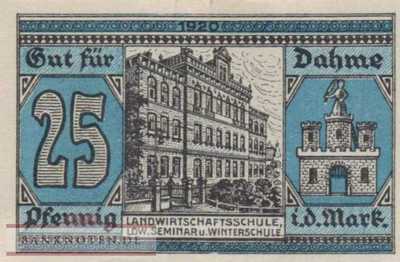 1920
Gut für Dahme
25
Pfennig i.d. Mark.
LANDWIRTSCHAFTSSCHULE,
LDW. SEMINAR U. WINTERSCHULE
BANKNOTEN.DE